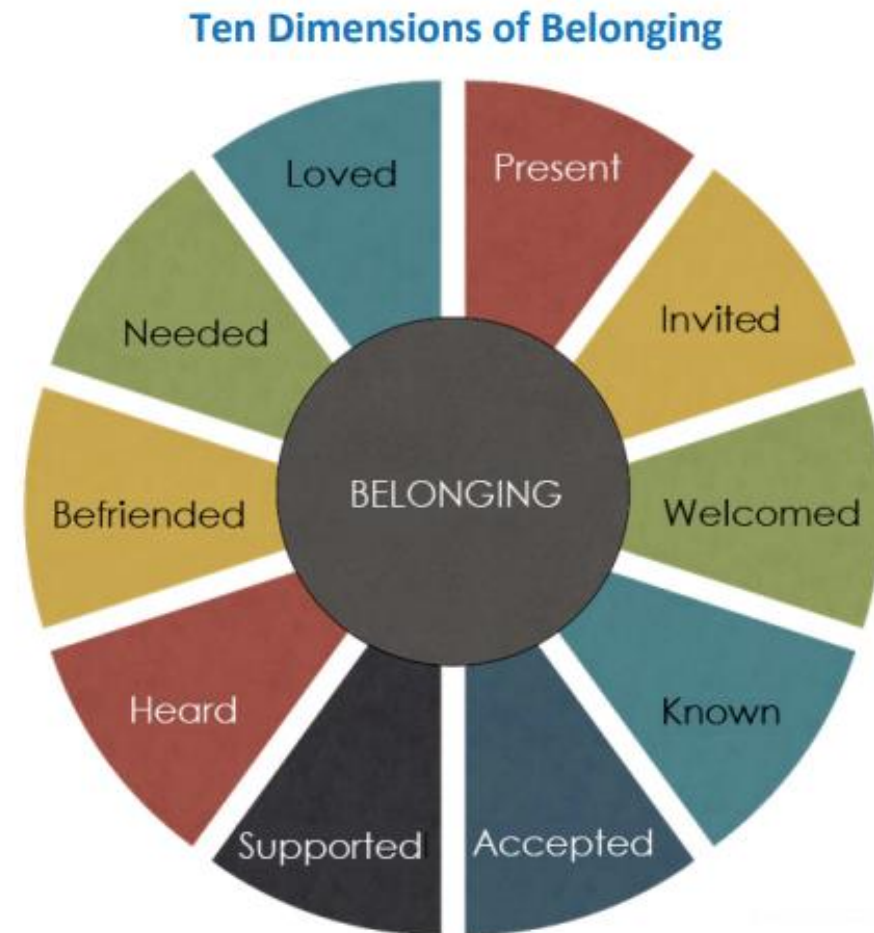 Ten Dimensions of Belonging
Present
Invited
Welcomed
Known
Accepted
Supported
Heard
Befriended
Needed
Loved
BELONGING